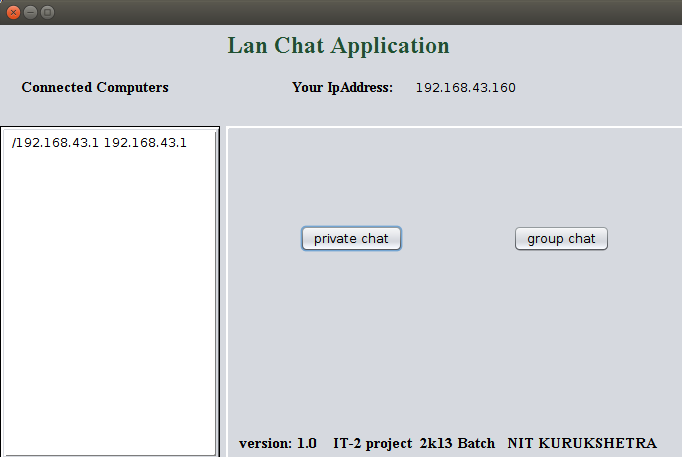 Lan Chat Application
Connected Computers
Your IpAddress: 192.168.43.160
/192.168.43.1 192.168.43.1
private chat
group chat
version: 1.0 IT-2 project 2k13 Batch NIT KURUKSHETRA